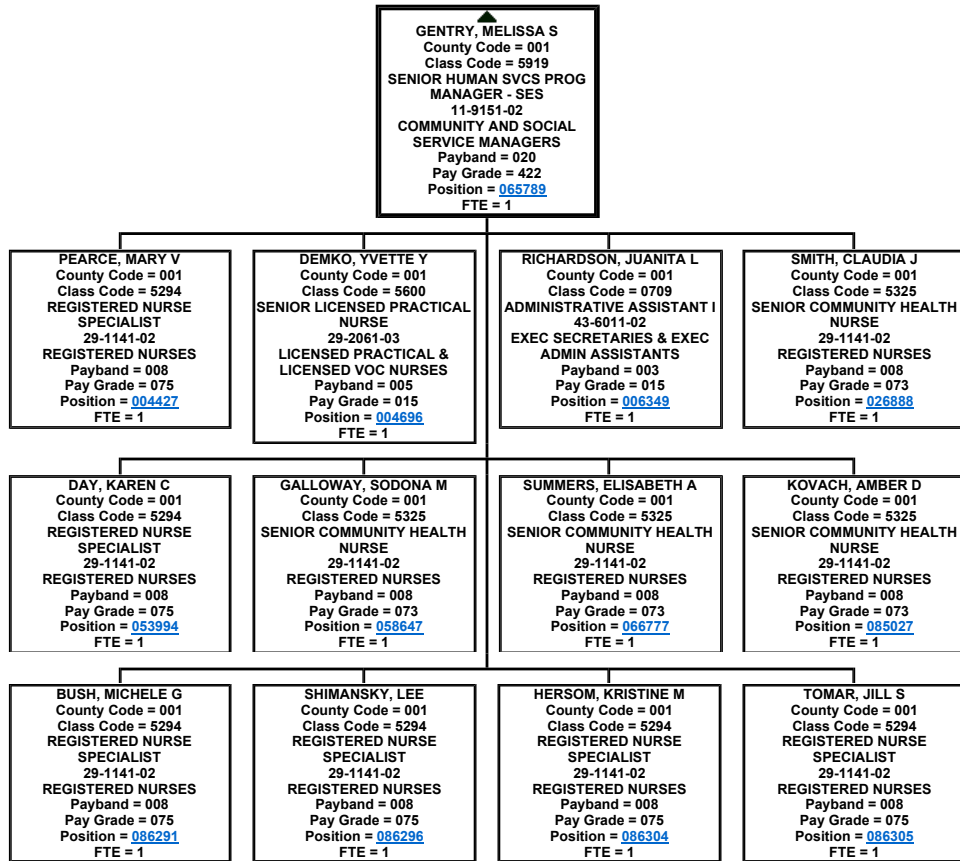 GENTRY, MELISSA S
County Code = 001
Class Code = 5919
SENIOR HUMAN SVCS PROG
MANAGER - SES
11-9151-02
COMMUNITY AND SOCIAL
SERVICE MANAGERS
Payband = 020
Pay Grade = 422
Position = 065789
FTE = 1
PEARCE, MARY V
County Code = 001
Class Code = 5294
REGISTERED NURSE
SPECIALIST
29-1141-02
REGISTERED NURSES
Payband = 008
Pay Grade = 075
Position = 004427
FTE = 1
DEMKO, YVETTE Y
County Code = 001
Class Code = 5600
SENIOR LICENSED PRACTICAL
NURSE
29-2061-03
LICENSED PRACTICAL &
LICENSED VOC NURSES
Payband = 005
Pay Grade = 015
Position = 004696
FTE = 1
RICHARDSON, JUANITA L
County Code = 001
Class Code = 0709
ADMINISTRATIVE ASSISTANT I
43-6011-02
EXEC SECRETARIES & EXEC
ADMIN ASSISTANTS
Payband = 003
Pay Grade = 015
Position = 006349
FTE = 1
SMITH, CLAUDIA J
County Code = 001
Class Code = 5325
SENIOR COMMUNITY HEALTH
NURSE
29-1141-02
REGISTERED NURSES
Payband = 008
Pay Grade = 073
Position = 026888
FTE = 1
DAY, KAREN C
County Code = 001
Class Code = 5294
REGISTERED NURSE
SPECIALIST
29-1141-02
REGISTERED NURSES
Payband = 008
Pay Grade = 075
Position = 053994
FTE = 1
GALLOWAY, SODONA M
County Code = 001
Class Code = 5325
SENIOR COMMUNITY HEALTH
NURSE
29-1141-02
REGISTERED NURSES
Payband = 008
Pay Grade = 073
Position = 058647
FTE = 1
SUMMERS, ELISABETH A
County Code = 001
Class Code = 5325
SENIOR COMMUNITY HEALTH
NURSE
29-1141-02
REGISTERED NURSES
Payband = 008
Pay Grade = 073
Position = 066777
FTE = 1
KOVACH, AMBER D
County Code = 001
Class Code = 5325
SENIOR COMMUNITY HEALTH
NURSE
29-1141-02
REGISTERED NURSES
Payband = 008
Pay Grade = 073
Position = 085027
FTE = 1
BUSH, MICHELE G
County Code = 001
Class Code = 5294
REGISTERED NURSE
SPECIALIST
29-1141-02
REGISTERED NURSES
Payband = 008
Pay Grade = 075
Position = 086291
FTE = 1
SHIMANSKY, LEE
County Code = 001
Class Code = 5294
REGISTERED NURSE
SPECIALIST
29-1141-02
REGISTERED NURSES
Payband = 008
Pay Grade = 075
Position = 086296
FTE = 1
HERSOM, KRISTINE M
County Code = 001
Class Code = 5294
REGISTERED NURSE
SPECIALIST
29-1141-02
REGISTERED NURSES
Payband = 008
Pay Grade = 075
Position = 086304
FTE = 1
TOMAR, JILL S
County Code = 001
Class Code = 5294
REGISTERED NURSE
SPECIALIST
29-1141-02
REGISTERED NURSES
Payband = 008
Pay Grade = 075
Position = 086305
FTE = 1